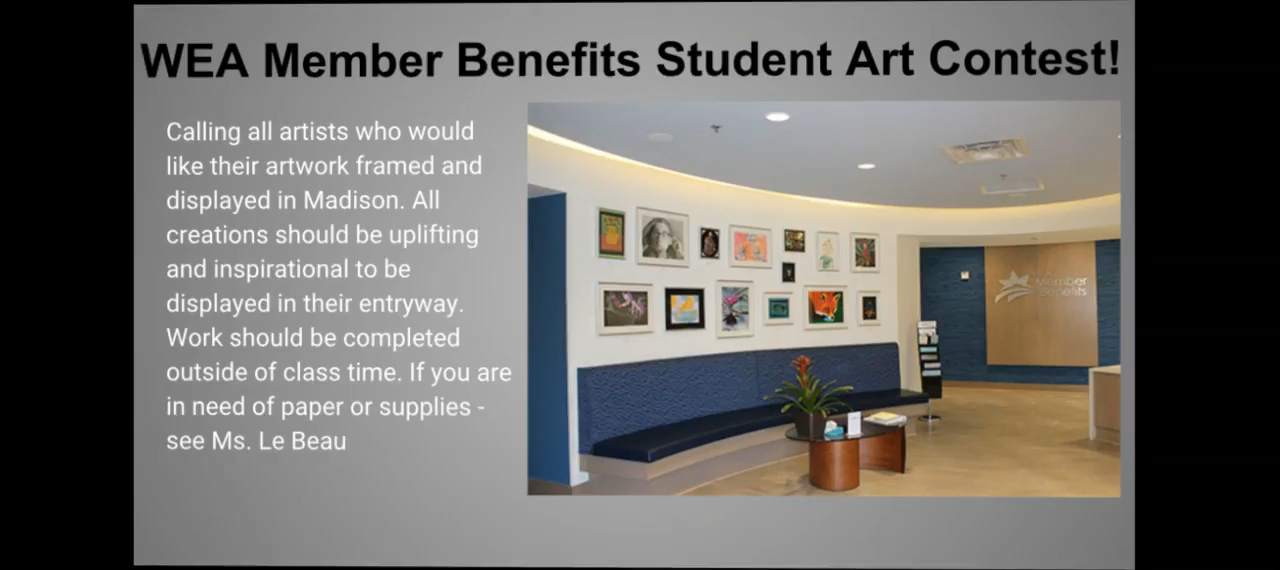 WEA Member Benefits Student Art Contest!
Calling all artists who would
like their artwork framed and
displayed in Madison. All
creations should be uplifting
and inspirational to be
displayed in their entryway.
Work should be completed
outside of class time. If you are
in need of paper or supplies -
see Ms. Le Beau
Member
Benefits